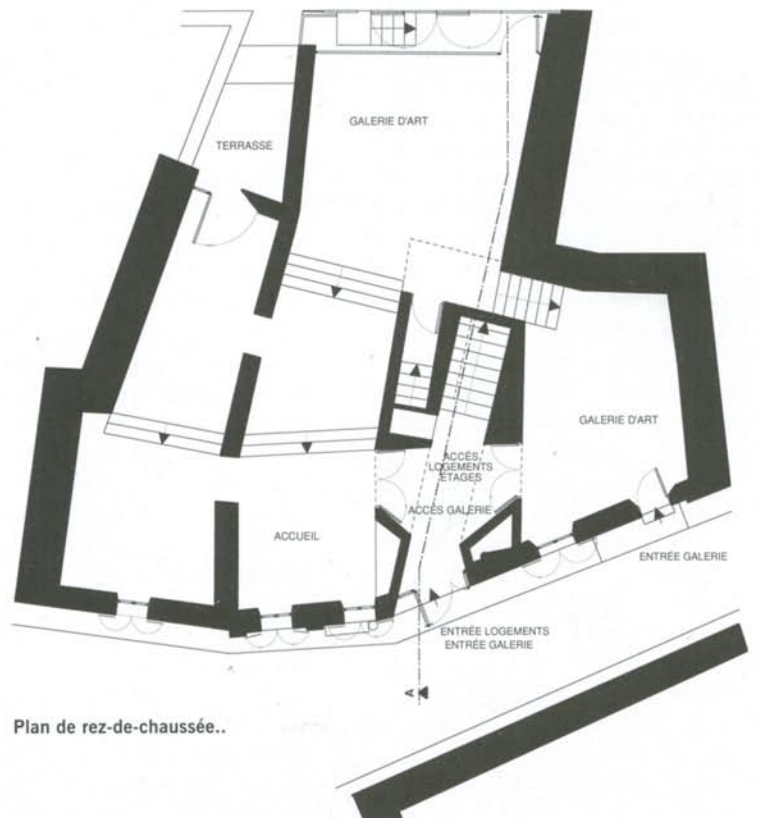 GALERIE D'ART
TERRASSE
GALERIE D'ART
ACCÈS
LOGEMENTS
ÉTAGES
ACCÈS GALERIE
ACCUEIL
ENTRÉE GALERIE
ENTRÉE LOGEMENTS
ENTRÉE GALERIE
A
Plan de rez-de-chaussée..